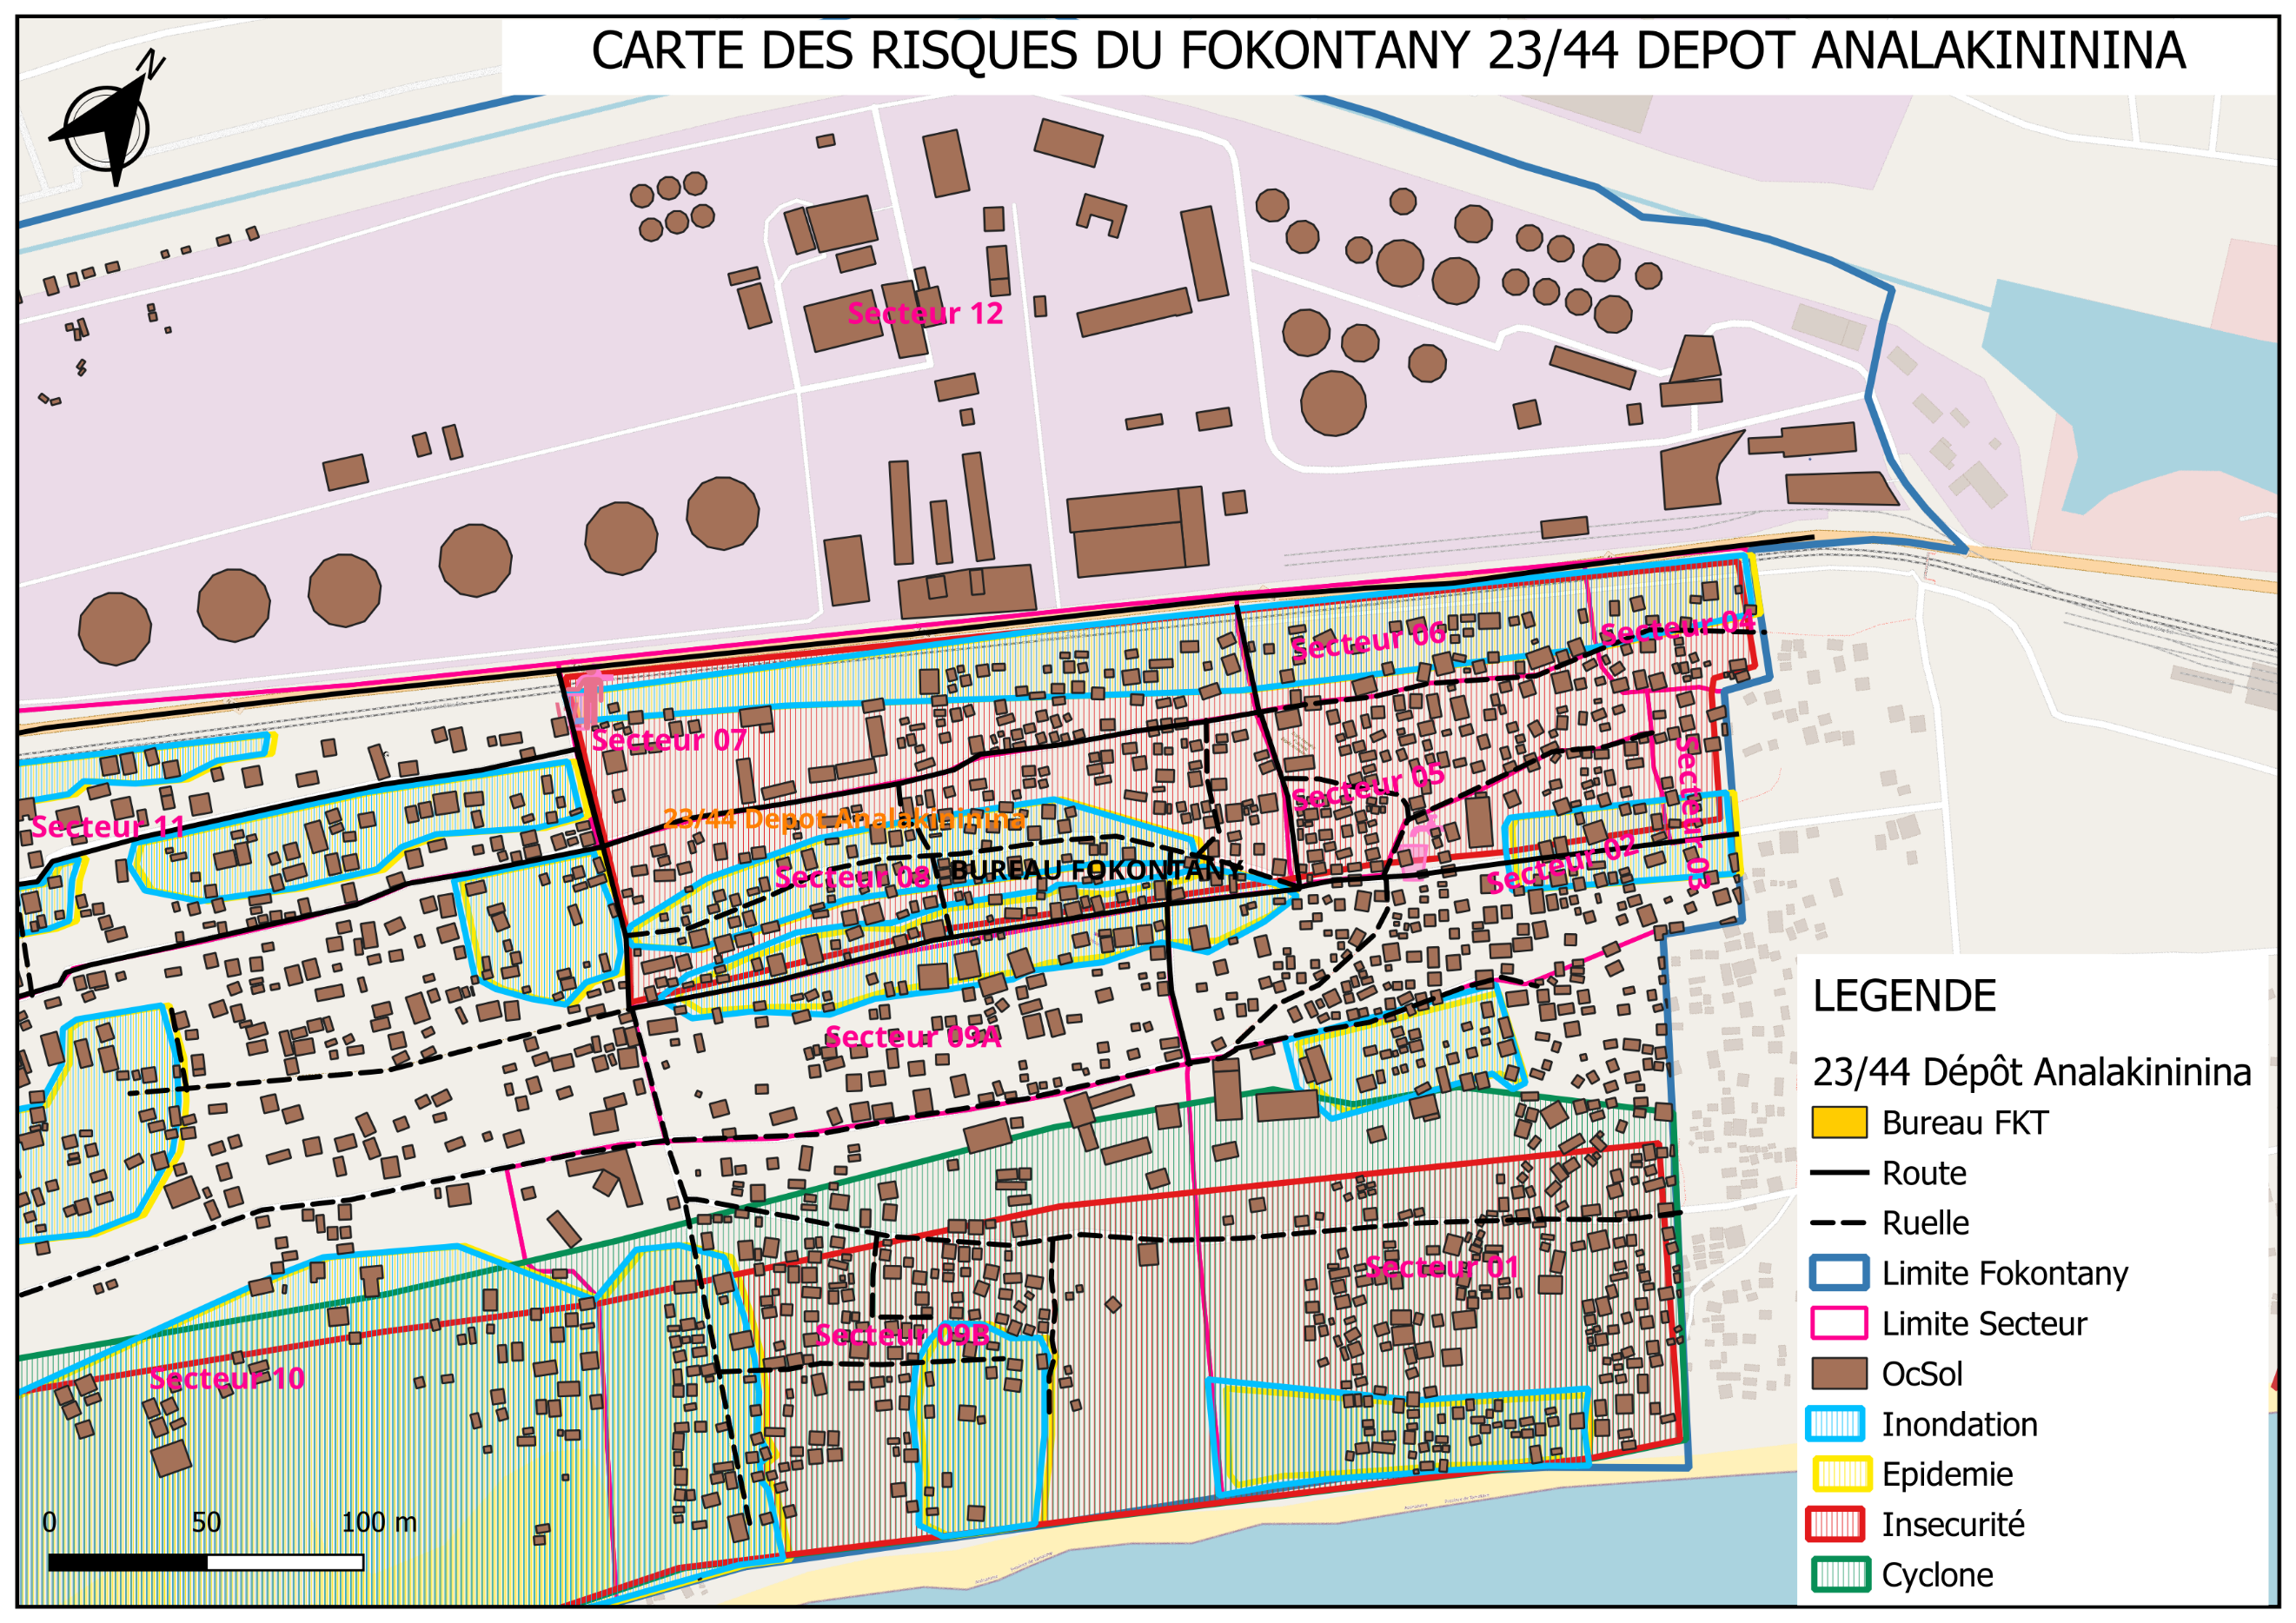 CARTE DES RISQUES DU FOKONTANY 23/44 DEPOT ANALAKINININA
N
Secteur 12
Secteur 06
Secteur 04
Secteur 07
Secteur 05
Secteur 03
Secteur 11
23/44 Depot Analakininina
Secteur 02
Secteur 08
BUREAU FOKONTANY
Secteur 09A
Secteur 01
Secteur 09B
Secteur 10
0 50 100 m
LEGENDE
23/44 Dépôt Analakininina
Bureau FKT
Route
Ruelle
Limite Fokontany
Limite Secteur
OcSol
Inondation
Epidemie
Insecurité
Cyclone